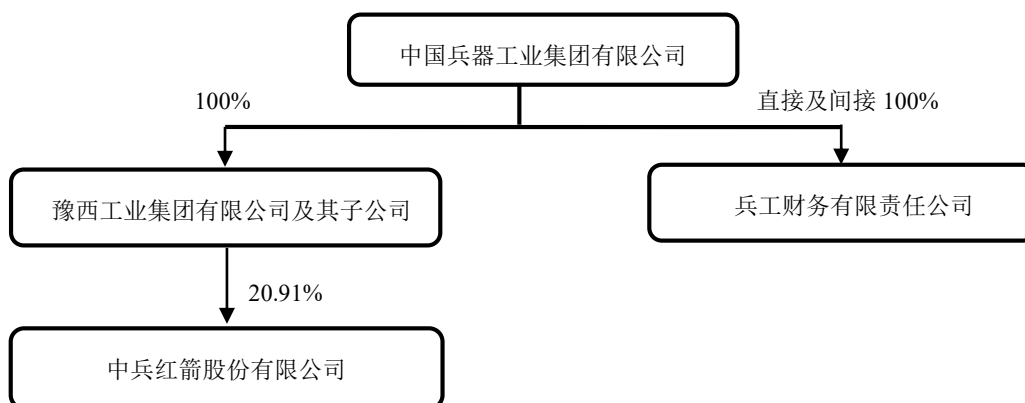 中国兵器工业集团有限公司
100%
直接及间接 100%
豫西工业集团有限公司及其子公司
兵工财务有限责任公司
20.91%
中兵红箭股份有限公司